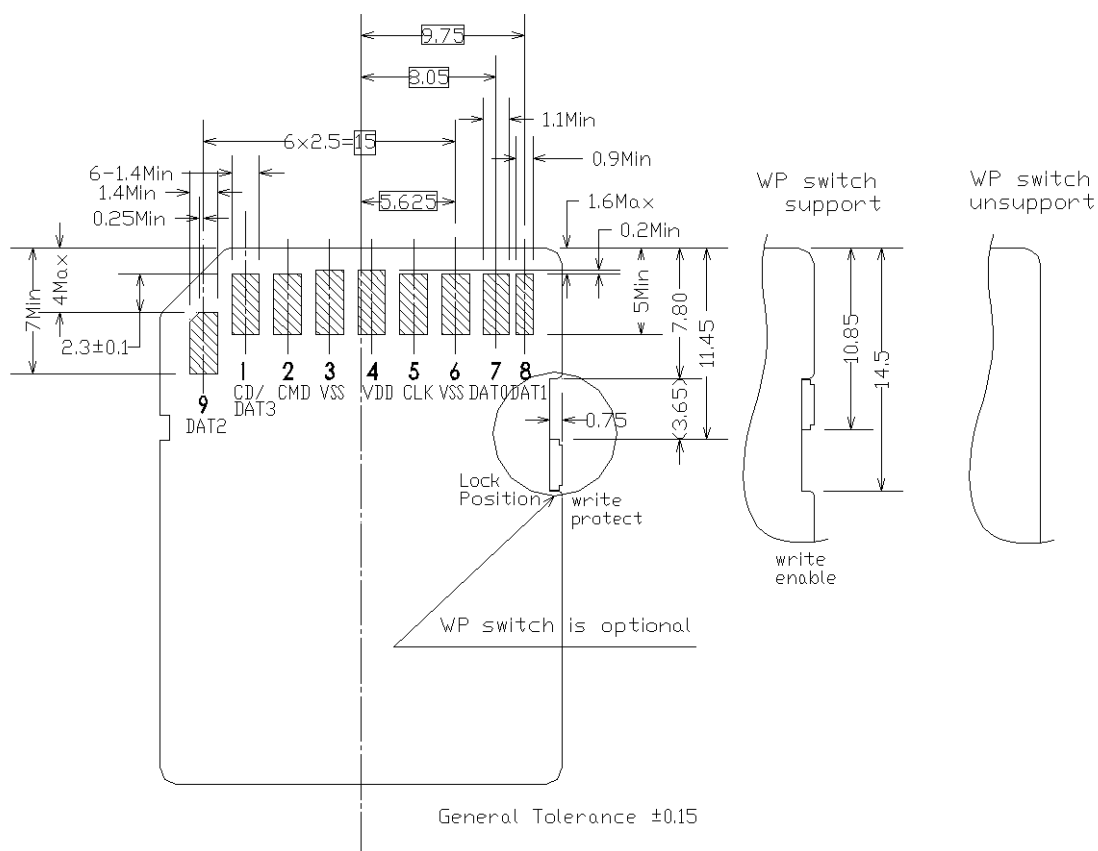 9.75
8.05
1.1Min
6x2.5=15
0.9Min
6-1.4Min
1.4Min
5.625
0.25Min
1.6Max
0.2Min
WP switch
support
WP switch
unsupport
7Min
4Max
2.3±0.1
5Min
7.80
11.45
(3.65)
10.85
14.5
1 2 3 4 5 6 7 8
CD/
DAT3
CMD VSS VDD CLK VSS DAT0 DAT1
9
DAT2
0.75
Lock
Position
write
protect
write
enable
WP switch is optional
General Tolerance ±0.15